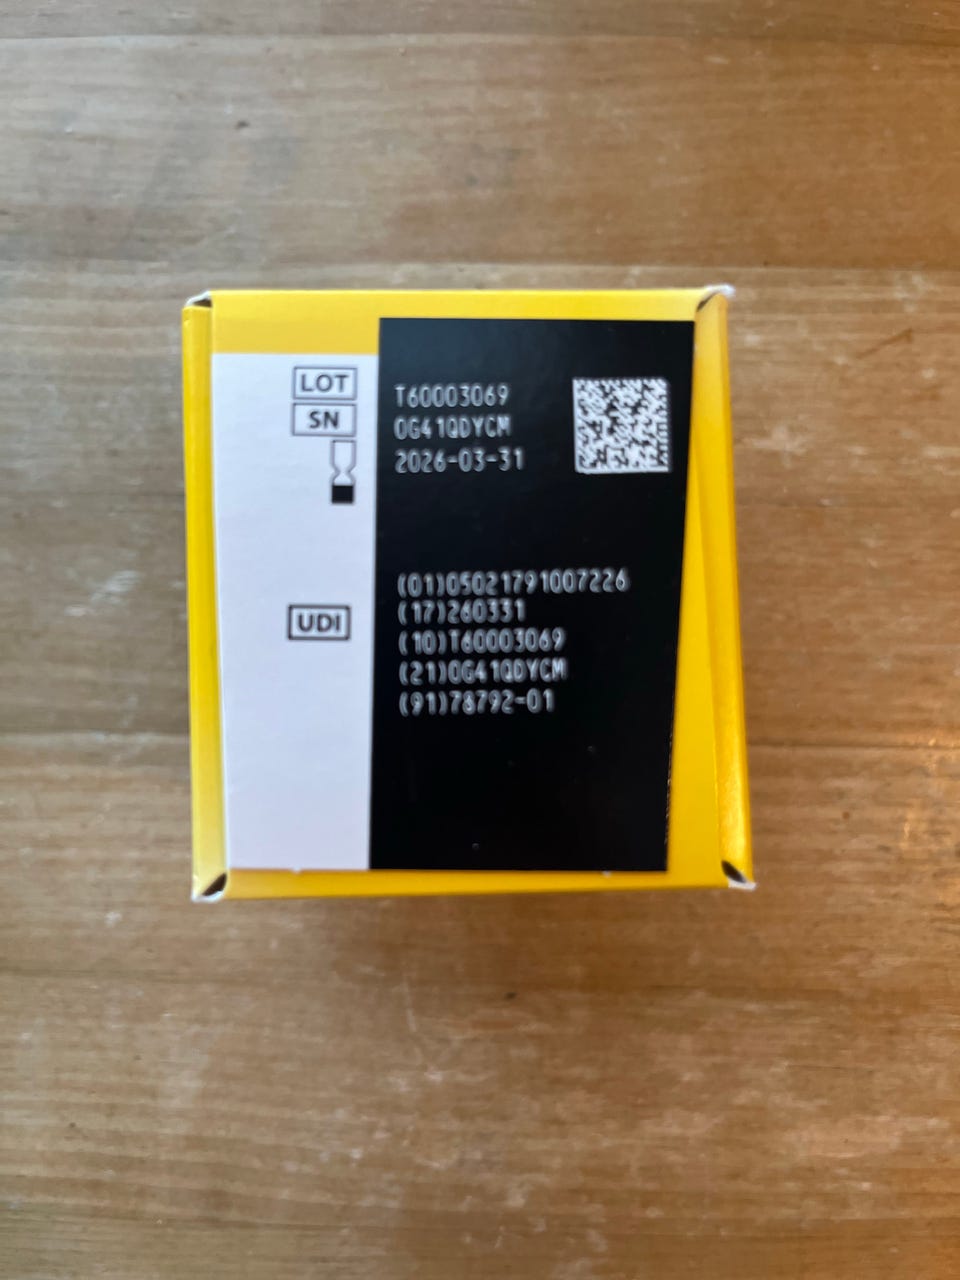 LOT T60003069
SN 0G41QDYCM
2026-03-31
(01)05021791007226
(17)260331
UDI (10)T60003069
(21)0G41QDYCM
(91)78792-01